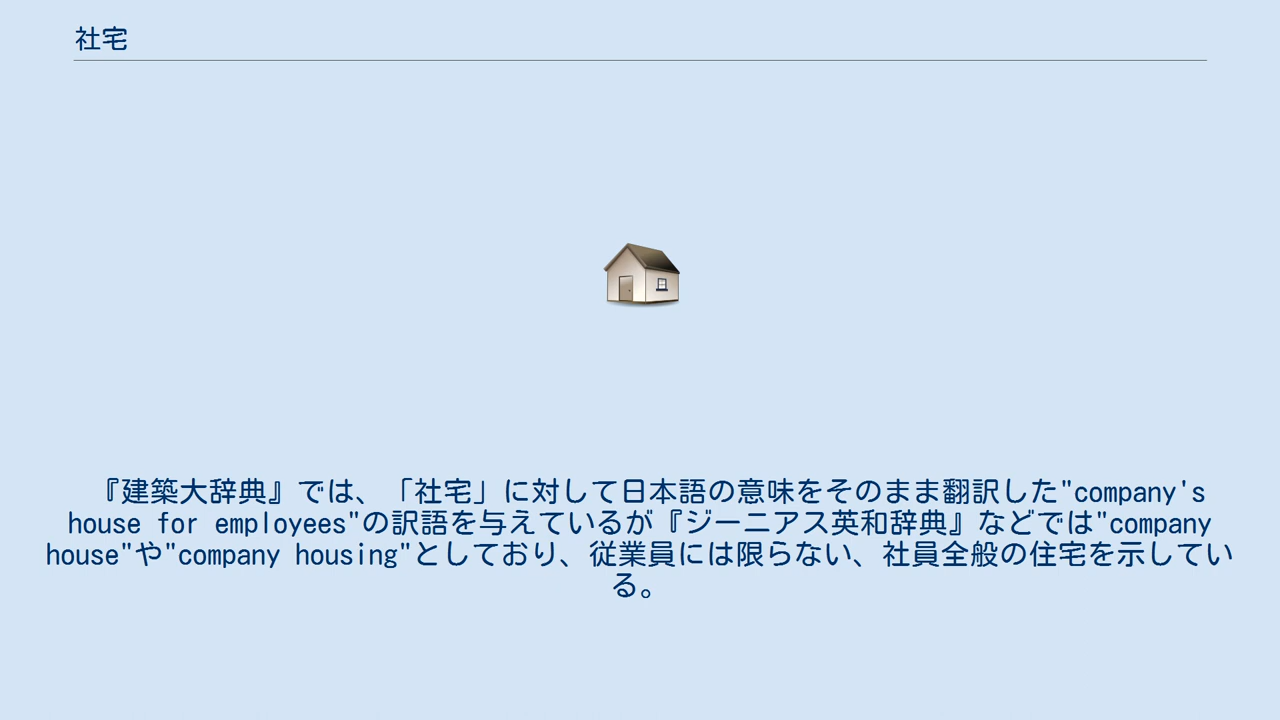 社宅
『建築大辞典』では、「社宅」に対して日本語の意味をそのまま翻訳した"company's
house for employees"の訳語を与えているが『ジーニアス英和辞典』などでは"company
house"や"company housing"としており、従業員には限らない、社員全般の住宅を示してい
る。